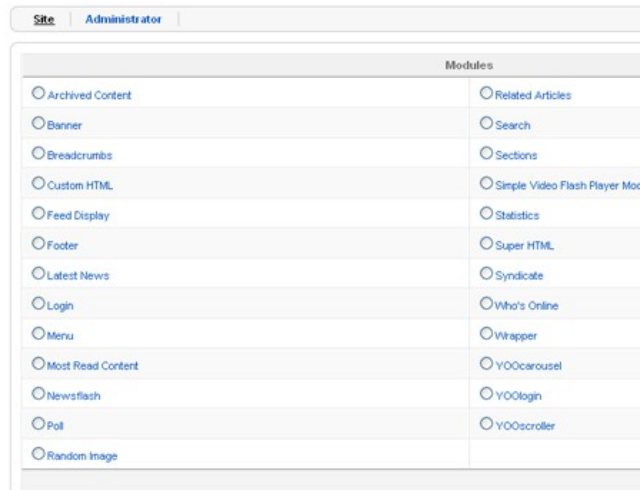 Site Administrator
Modules
Archived Content Related Articles
Banner Search
Breadcrumbs Sections
Custom HTML Simple Video Flash Player
Feed Display Statistics
Footer Super HTML
Latest News Syndicate
Login Who's Online
Menu Wrapper
Most Read Content YOOcarousel
Newsflash YOOlogin
Poll YOOscroller
Random Image